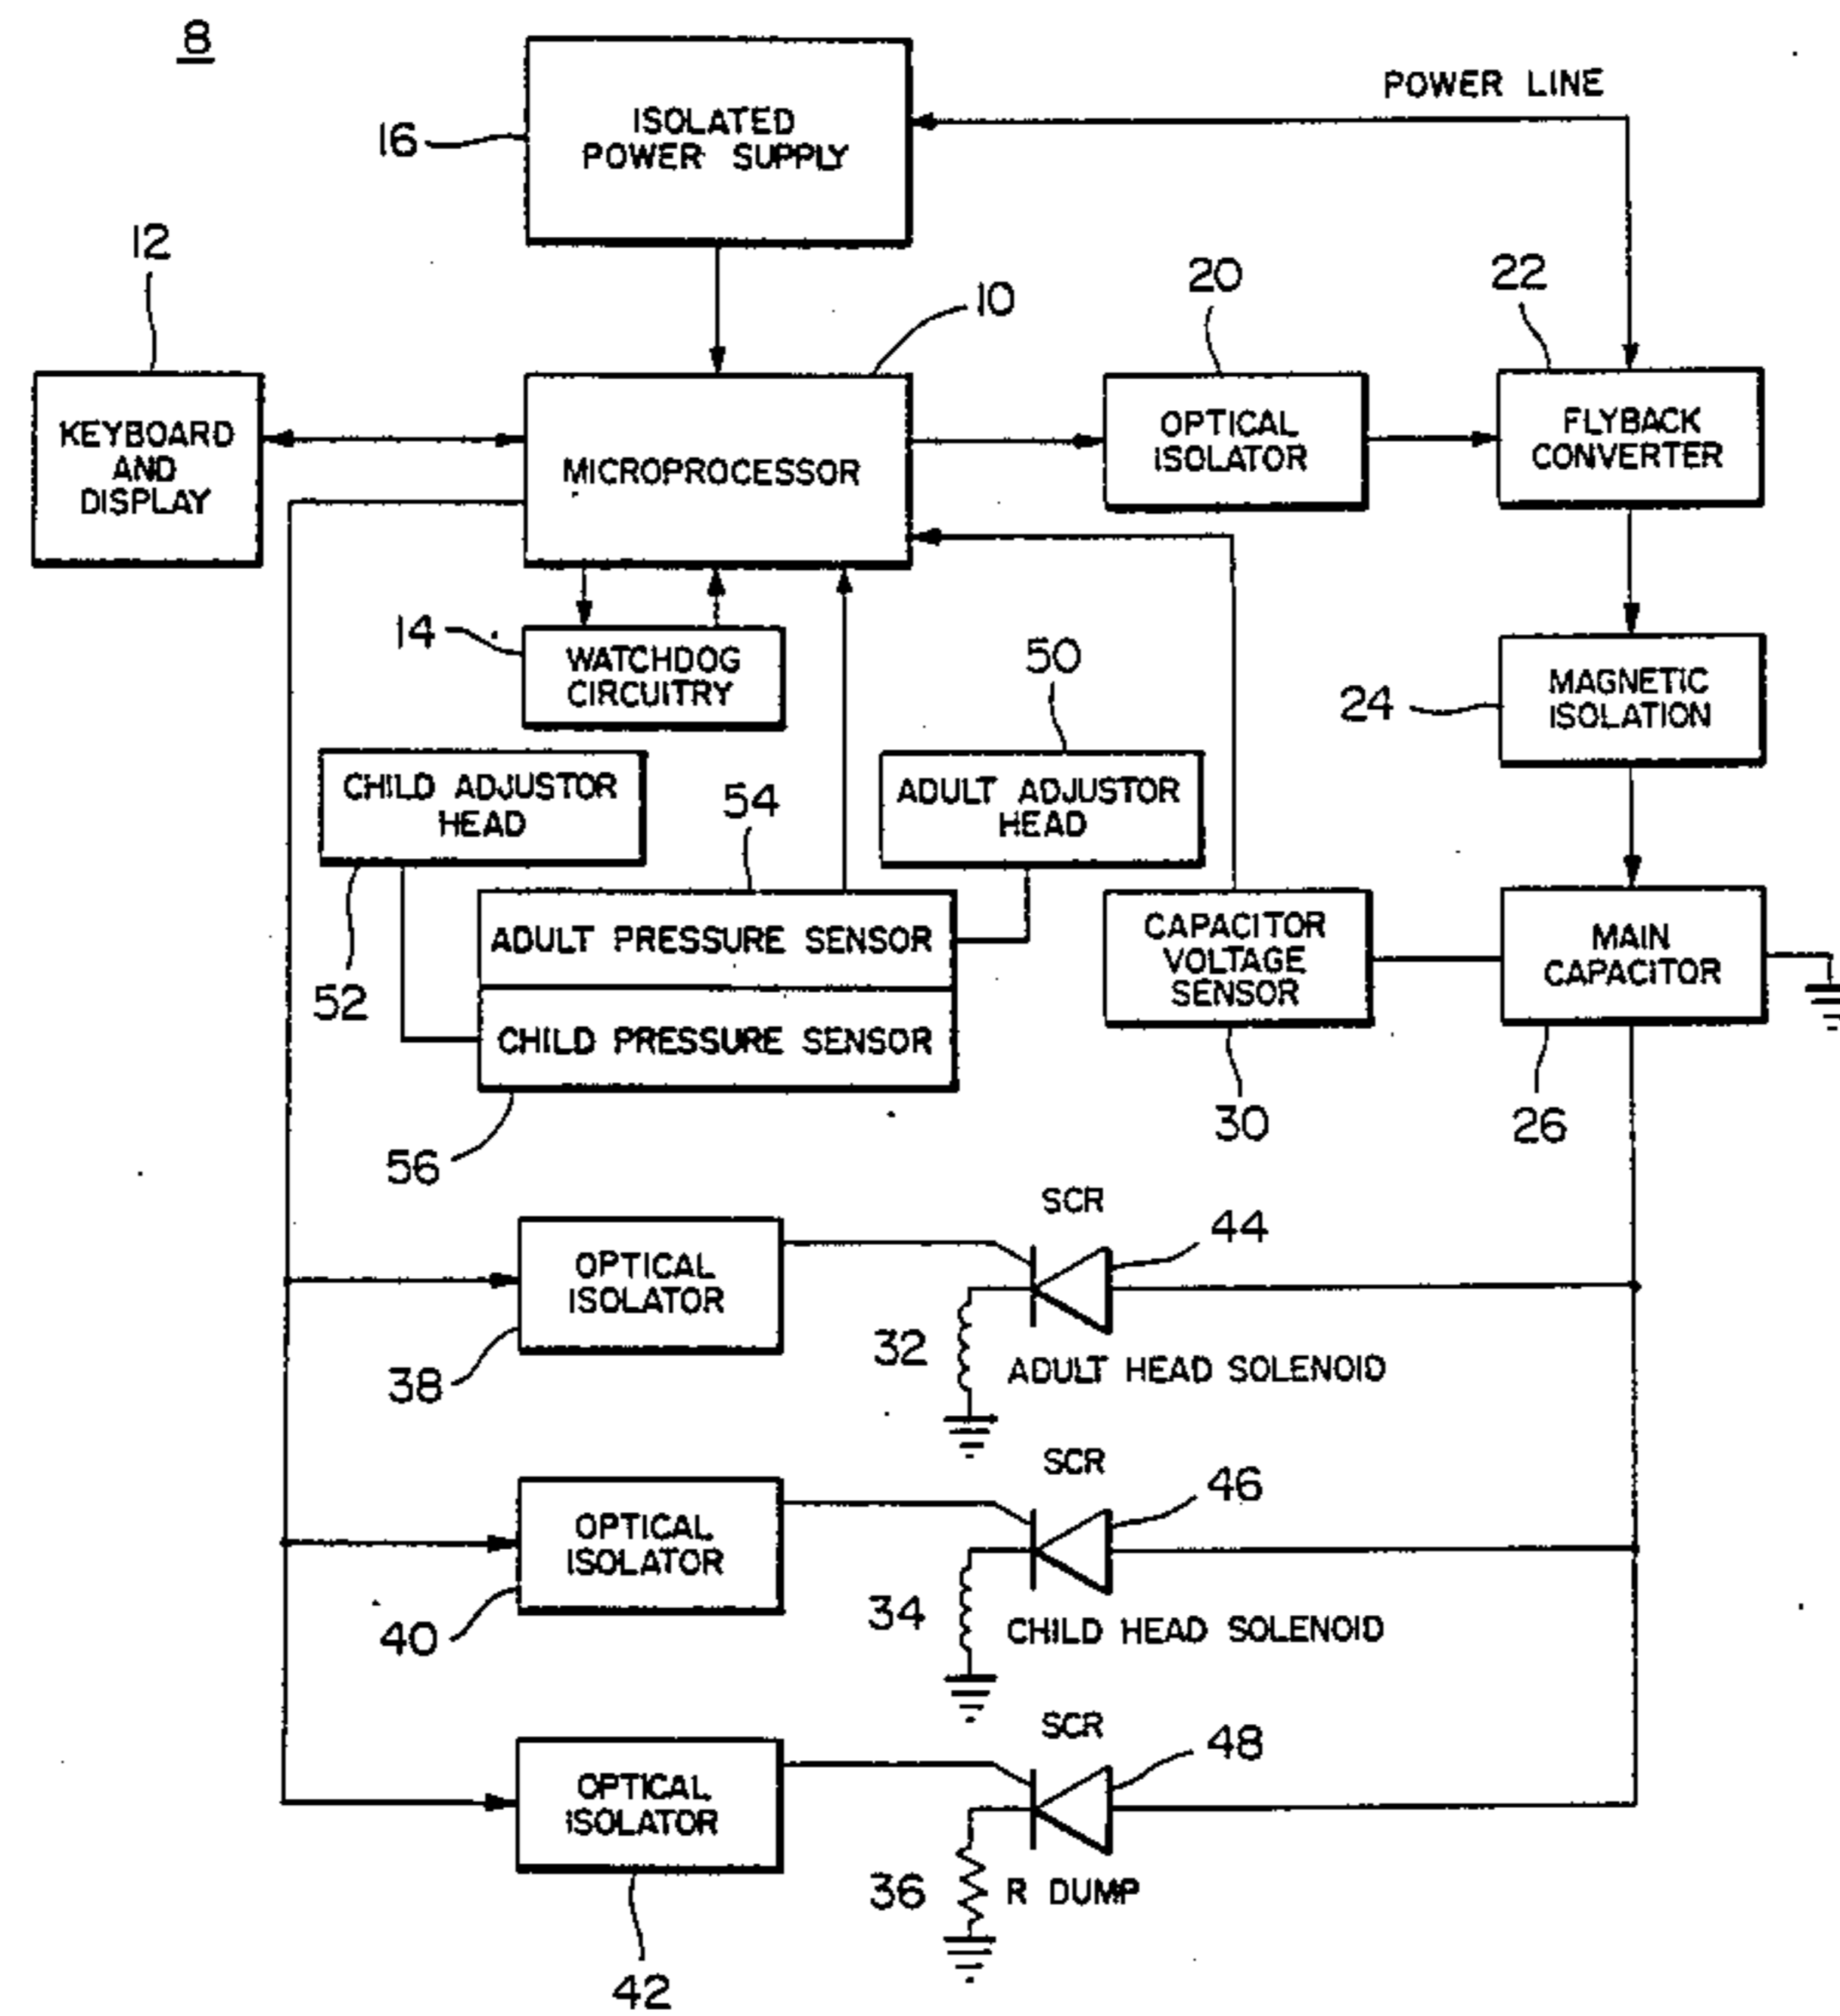 8
POWER LINE
ISOLATED
POWER SUPPLY
16
12
10
20
22
KEYBOARD
AND
DISPLAY
MICROPROCESSOR
OPTICAL
ISOLATOR
FLYBACK
CONVERTER
14
WATCHDOG
CIRCUITRY
50
24
MAGNETIC
ISOLATION
CHILD ADJUSTOR
HEAD
54
ADULT ADJUSTOR
HEAD
52
ADULT PRESSURE SENSOR
CHILD PRESSURE SENSOR
CAPACITOR
VOLTAGE
SENSOR
MAIN
CAPACITOR
56
30
26
SCR
44
OPTICAL
ISOLATOR
38
32
ADULT HEAD SOLENOID
SCR
46
OPTICAL
ISOLATOR
40
34
CHILD HEAD SOLENOID
SCR
48
OPTICAL
ISOLATOR
36
R DUMP
42